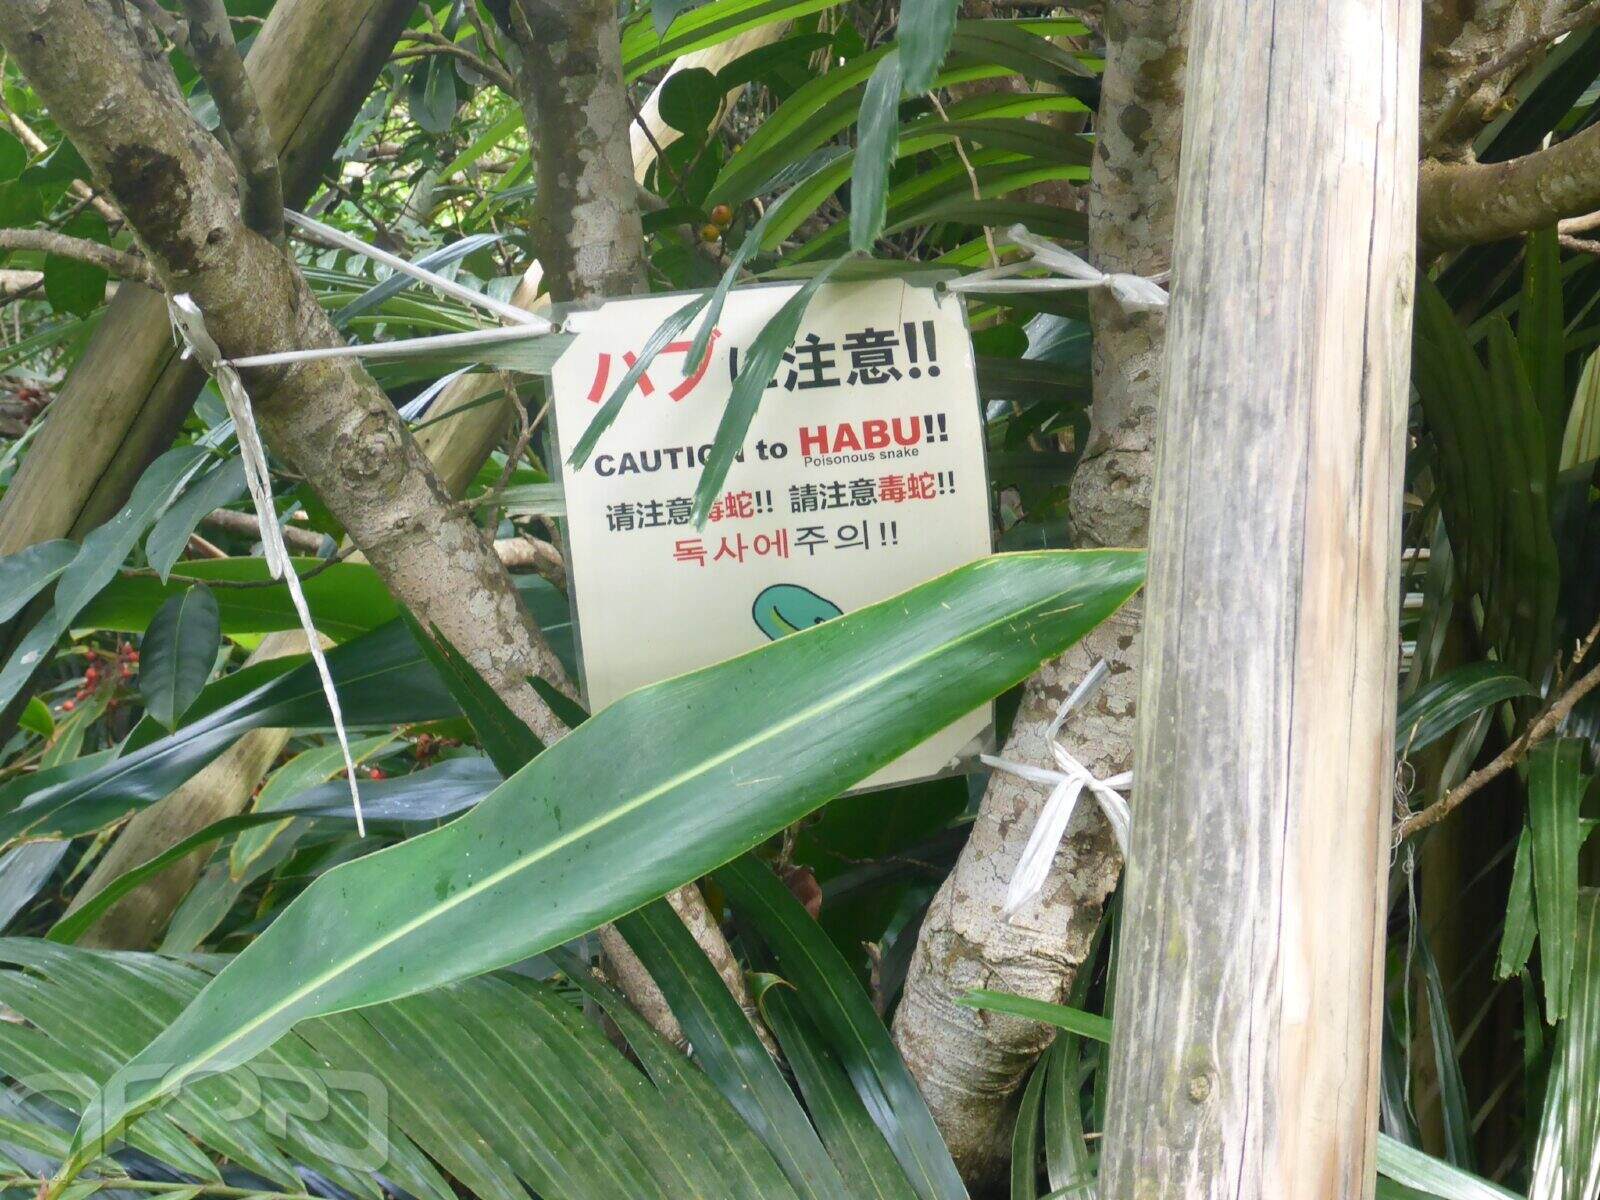 ハブに注意!!
CAUTION to HABU!!
Poisonous snake
请注意毒蛇!! 請注意毒蛇!!
독사에주의!!